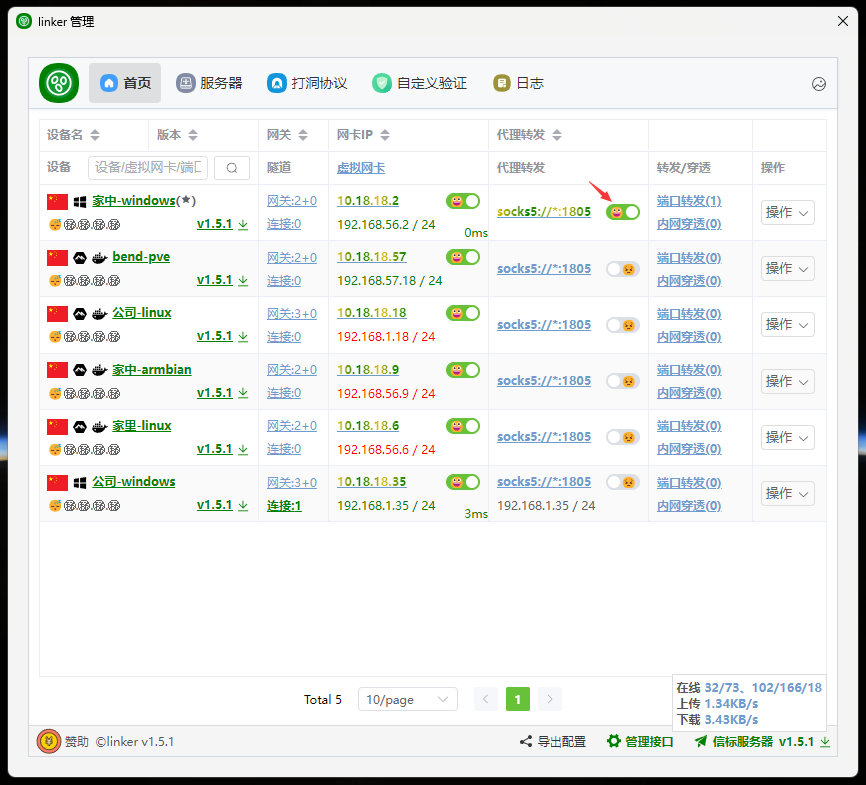 linker 管理
首页 服务器 打洞协议 自定义验证 日志
设备名 版本 网关 网卡IP 代理转发
设备 设备/虚拟网卡/端口 隧道 虚拟网卡 代理转发 转发/穿透 操作
家中-windows(★) 网关:2+0 10.18.18.2 socks5://*:1805 端口转发(1) 操作
v1.5.1 连接:0 192.168.56.2 / 24 内网穿透(0)
0ms
bend-pve 网关:2+0 10.18.18.57 socks5://*:1805 端口转发(0) 操作
v1.5.1 连接:0 192.168.57.18 / 24 内网穿透(0)
公司-linux 网关:3+0 10.18.18.18 socks5://*:1805 端口转发(0) 操作
v1.5.1 连接:0 192.168.1.18 / 24 内网穿透(0)
家中-armbian 网关:2+0 10.18.18.9 socks5://*:1805 端口转发(0) 操作
v1.5.1 连接:0 192.168.56.9 / 24 内网穿透(0)
家里-linux 网关:2+0 10.18.18.6 socks5://*:1805 端口转发(0) 操作
v1.5.1 连接:0 192.168.56.6 / 24 内网穿透(0)
公司-windows 网关:3+0 10.18.18.35 socks5://*:1805 端口转发(0) 操作
v1.5.1 连接:1 192.168.1.35 / 24 192.168.1.35 / 24 内网穿透(0)
3ms
Total 5 10/page 1
在线 32/73、102/166/18
上传 1.34KB/s
下载 3.43KB/s
赞助 ©linker v1.5.1 导出配置 管理接口 信标服务器 v1.5.1